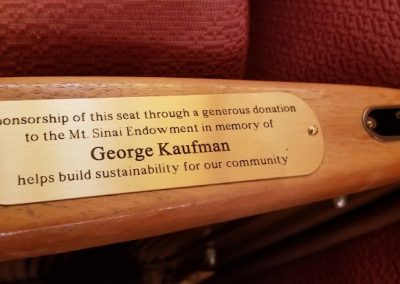 ponsorship of this seat through a generous donation
to the Mt. Sinai Endowment in memory of
George Kaufman
helps build sustainability for our community